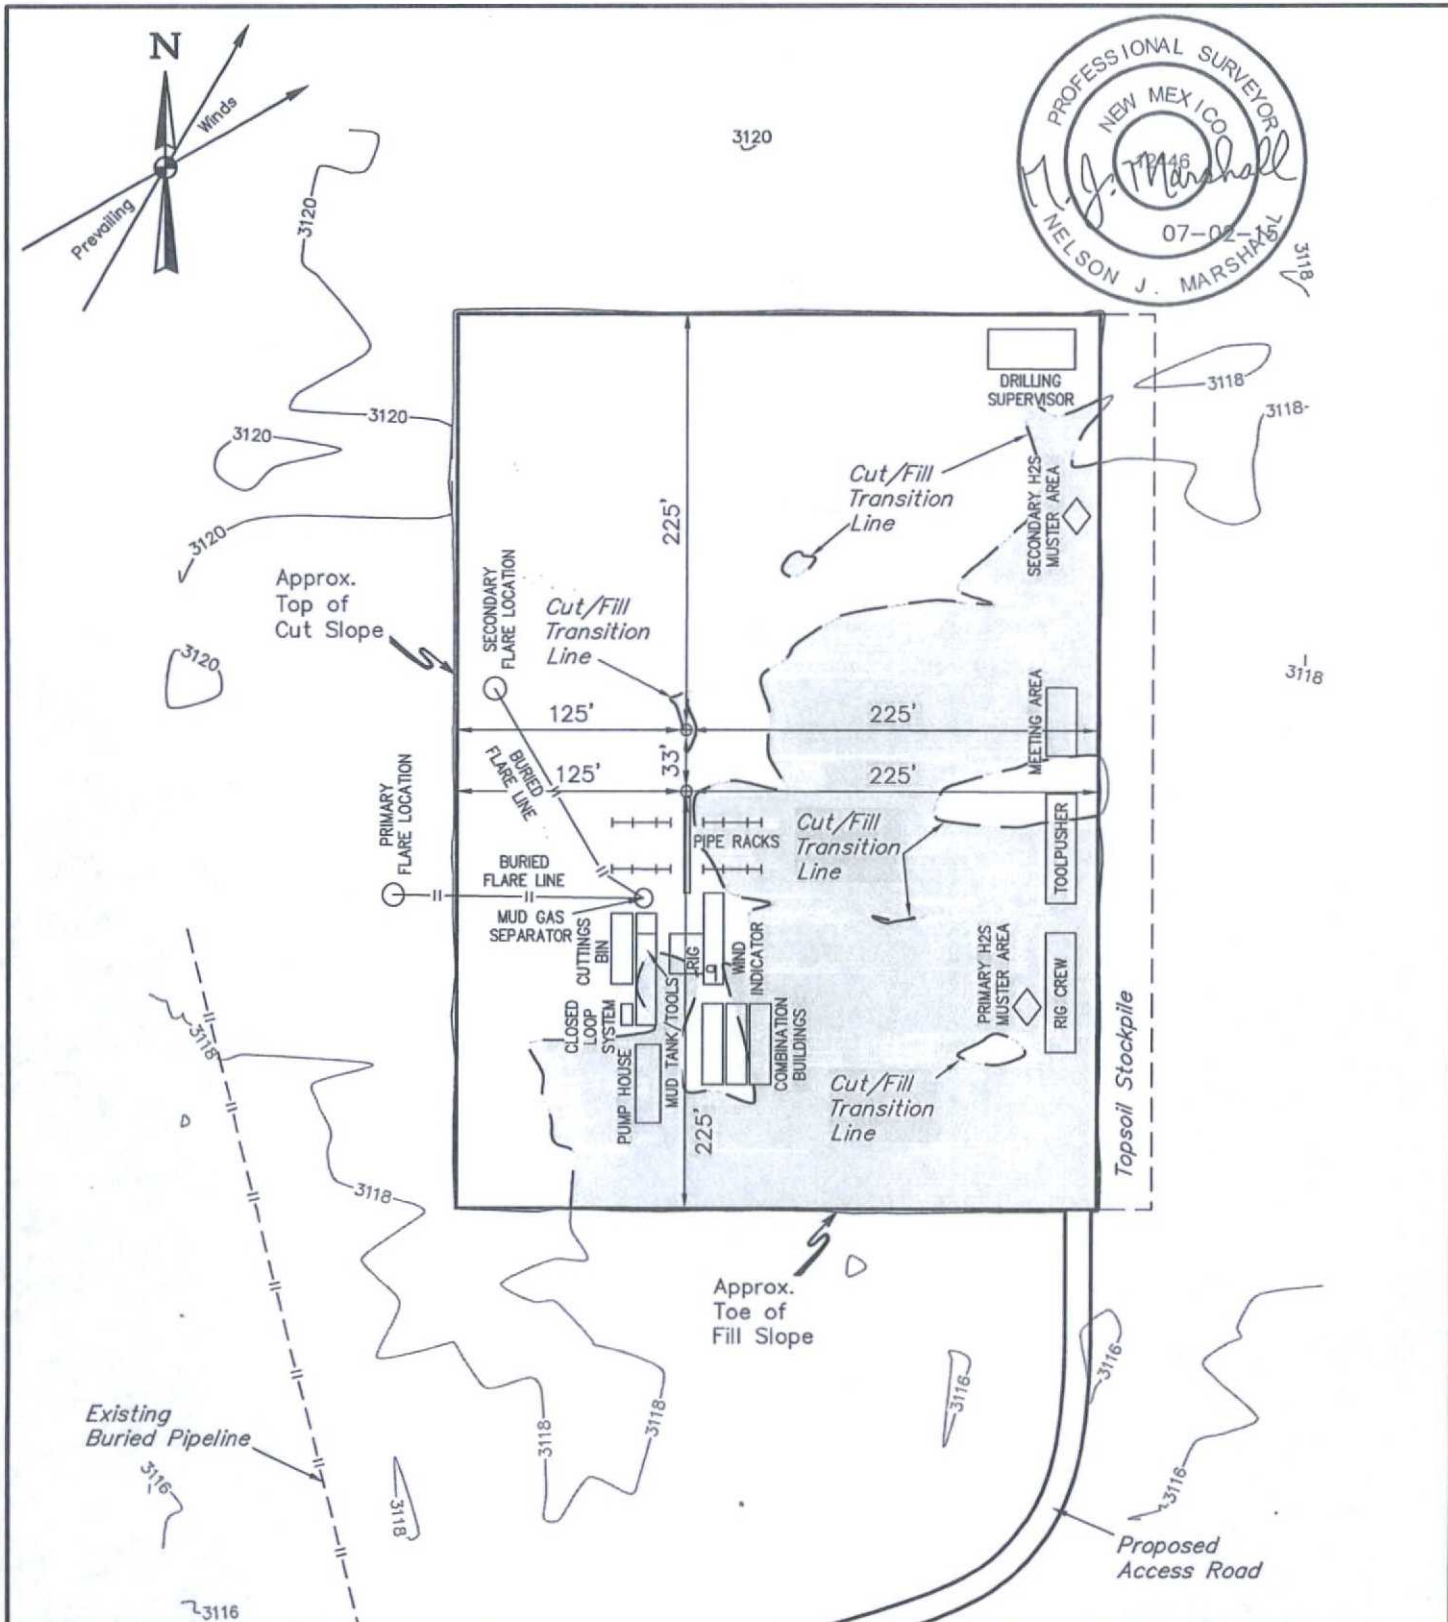 N
Winds
Prevailing
PROFESSIONAL SURVEYOR
NEW MEXICO
12446
N. J. Marshall
07-02-15
NELSON J. MARSHALL
3120
3120
3118
3120
3120
3120
3120
3118
3118-
3118
DRILLING
SUPERVISOR
Cut/Fill
Transition
Line
SECONDARY H2S
MUSTER AREA
225'
Approx.
Top of
Cut Slope
SECONDARY
FLARE LOCATION
Cut/Fill
Transition
Line
125'
225'
MEETING AREA
33'
125'
225'
BURIED
FLARE LINE
PRIMARY
FLARE LOCATION
PIPE RACKS
Cut/Fill
Transition
Line
TOOLPUSHER
BURIED
FLARE LINE
MUD GAS
SEPARATOR
CUTTINGS
BIN
RIG
WIND
INDICATOR
PRIMARY H2S
MUSTER AREA
RIG CREW
CLOSED
LOOP
SYSTEM
MUD TANK/TOOLS
COMBINATION
BUILDINGS
PUMP HOUSE
225'
Cut/Fill
Transition
Line
Topsoil Stockpile
3118
3118
Approx.
Toe of
Fill Slope
Existing
Buried Pipeline
3116
3118
3118
3118
3116
3116
3116
3116
Proposed
Access Road